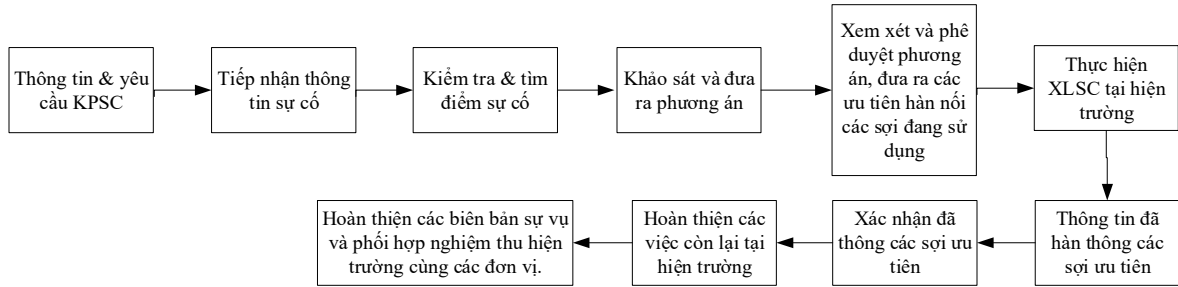 Thông tin & yêu
cầu KPSC
Tiếp nhận thông
tin sự cố
Kiểm tra & tìm
điểm sự cố
Khảo sát và đưa
ra phương án
Xem xét và phê
duyệt phương
án, đưa ra các
ưu tiên hàn nối
các sợi đang sử
dụng
Thực hiện
XLSC tại hiện
trường
Thông tin đã
hàn thông các
sợi ưu tiên
Xác nhận đã
thông các sợi ưu
tiên
Hoàn thiện các
việc còn lại tại
hiện trường
Hoàn thiện các biên bản sự vụ
và phối hợp nghiệm thu hiện
trường cùng các đơn vị.